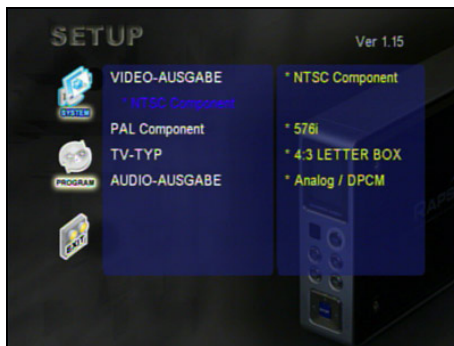 SETUP
Ver 1.15
SYSTEM
VIDEO-AUSGABE * NTSC Component
* NTSC Component
PAL Component * 576i
TV-TYP * 4:3 LETTER BOX
PROGRAM
AUDIO-AUSGABE * Analog / DPCM
EXIT